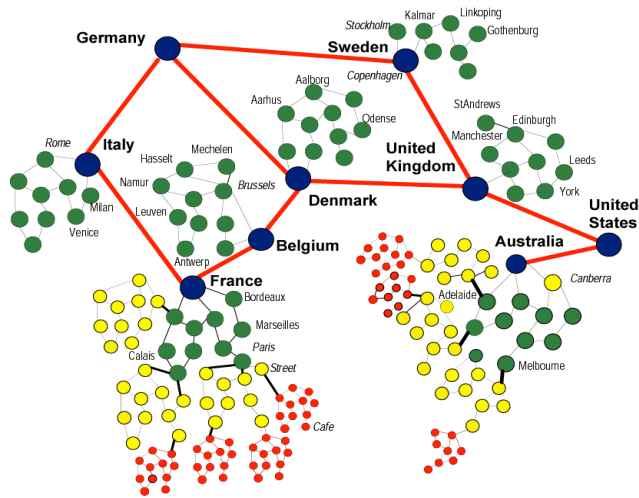 Germany
Sweden
Stockholm
Kalmar
Linkoping
Gothenburg
Copenhagen
Aalborg
Aarhus
Odense
StAndrews
Edinburgh
Manchester
Leeds
York
United
Kingdom
Rome
Italy
Milan
Venice
Mechelen
Hasselt
Namur
Brussels
Leuven
Antwerp
Denmark
Belgium
United
States
Australia
Canberra
Adelaide
Melbourne
France
Bordeaux
Marseilles
Paris
Calais
Street
Cafe